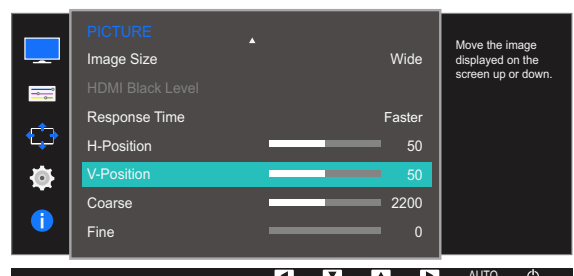 PICTURE
Image Size Wide
HDMI Black Level
Response Time Faster
H-Position 50
V-Position 50
Coarse 2200
Fine 0
Move the image
displayed on the
screen up or down.
AUTO